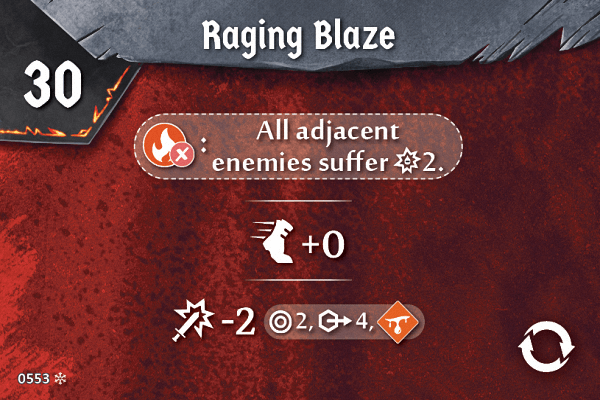 Raging Blaze
30
: All adjacent
enemies suffer 2.
+0
-2 2, 4,
0553